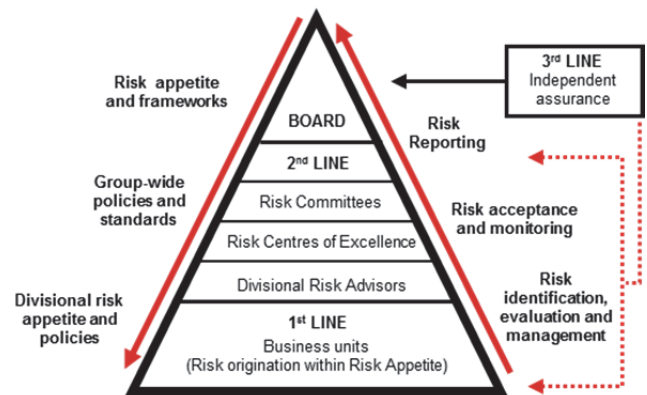 Risk appetite
and frameworks
Group-wide
policies and
standards
Divisional risk
appetite and
policies
BOARD
2nd LINE
Risk Committees
Risk Centres of Excellence
Divisional Risk Advisors
1st LINE
Business units
(Risk origination within Risk Appetite)
3rd LINE
Independent
assurance
Risk
Reporting
Risk acceptance
and monitoring
Risk
identification,
evaluation and
management